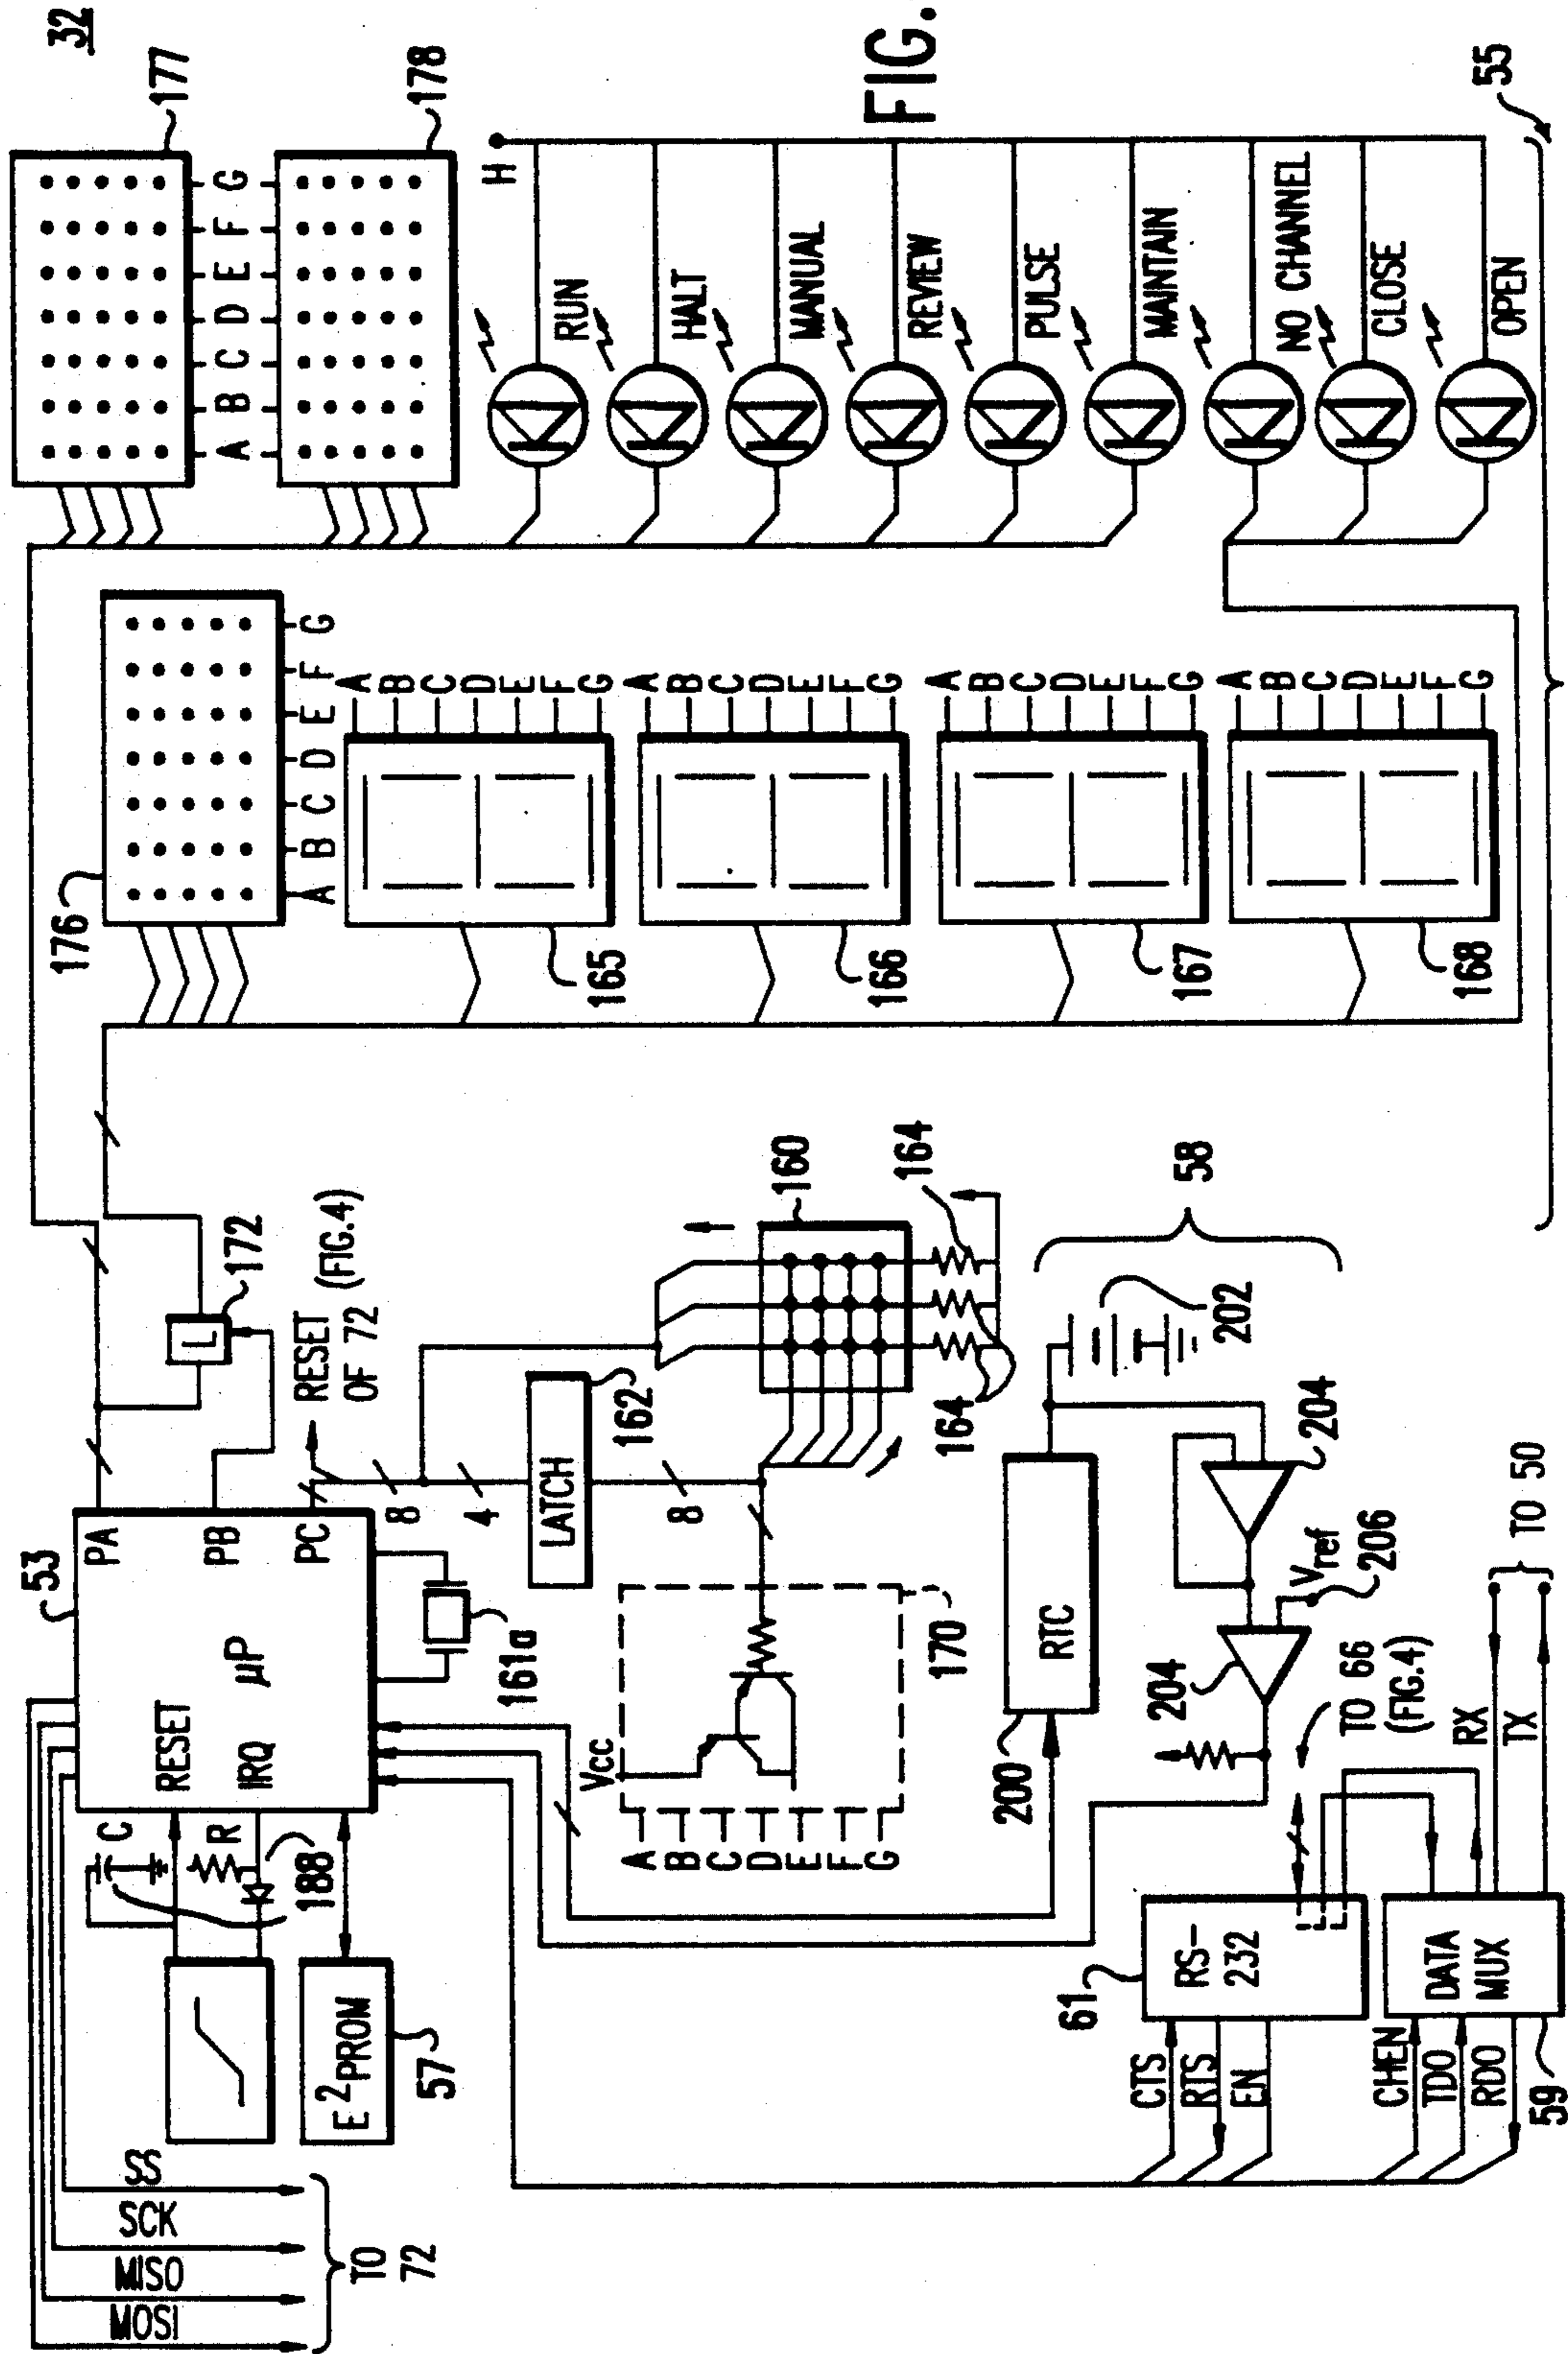 32
177
A B C D E F G
178
H
RUN
HALT
MANUAL
REVIEW
PULSE
MAINTAIN
NO CHANNEL
CLOSE
OPEN
FIG.
55
176
A B C D E F G
A B C D E F G
165
A B C D E F G
166
A B C D E F G
167
A B C D E F G
168
53
PA
PB
PC
RESET
IRQ
µP
172
L
RESET
OF 72 (FIG.4)
8
4
LATCH
162
8
160
164
164
161a
C
R
188
E²PROM
57
SS
SCK
MISO
MOSI
TO
72
Vcc
A B C D E F G
170
RTC
200
202
58
204
204
Vref
206
TO 66
(FIG.4)
RX
TX
TO 50
61
RS-
232
CTS
RTS
EN
DATA
MUX
CHEN
TDO
RDO
59